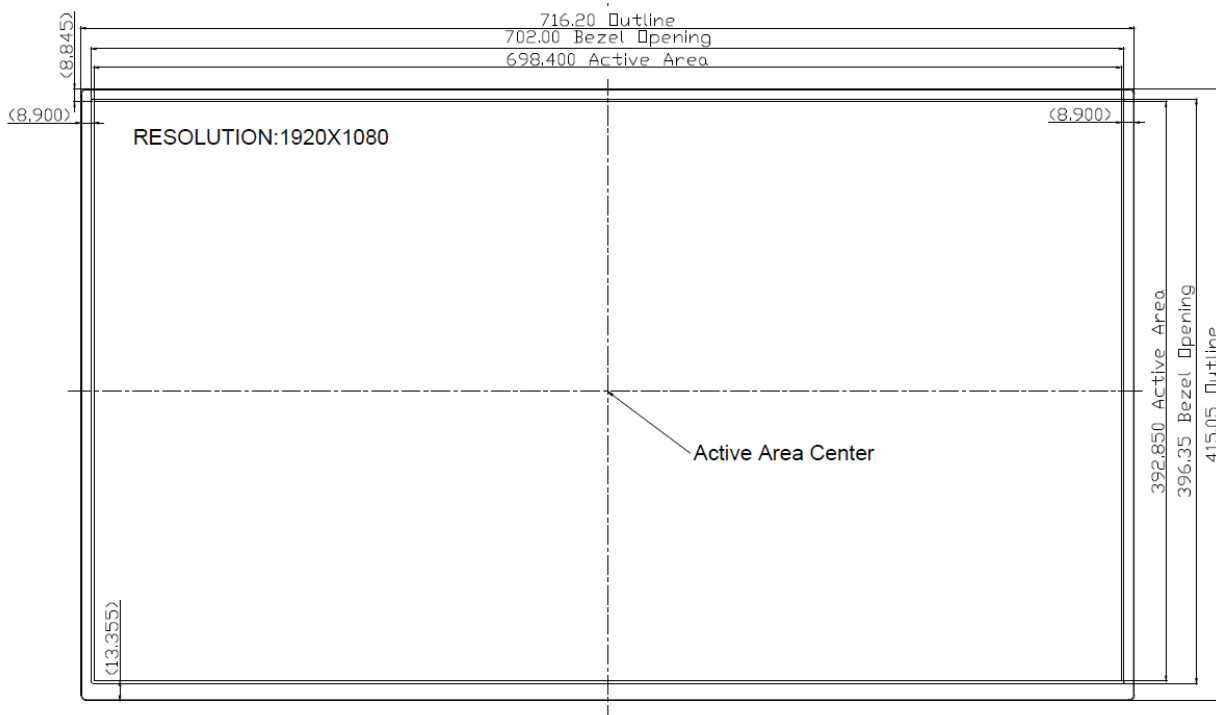 716.20 Outline
702.00 Bezel Opening
698.400 Active Area
(8.845)
(8.900)
(8.900)
RESOLUTION:1920X1080
Active Area Center
392.850 Active Area
396.35 Bezel Opening
415.05 Outline
(13.355)